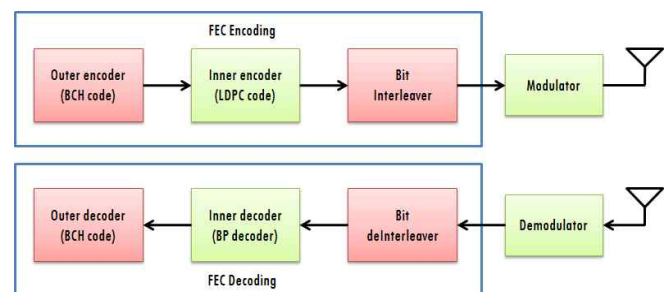 FEC Encoding
Outer encoder
(BCH code)
Inner encoder
(LDPC code)
Bit
Interleaver
Modulator
Outer decoder
(BCH code)
Inner decoder
(BP decoder)
Bit
deInterleaver
Demodulator
FEC Decoding